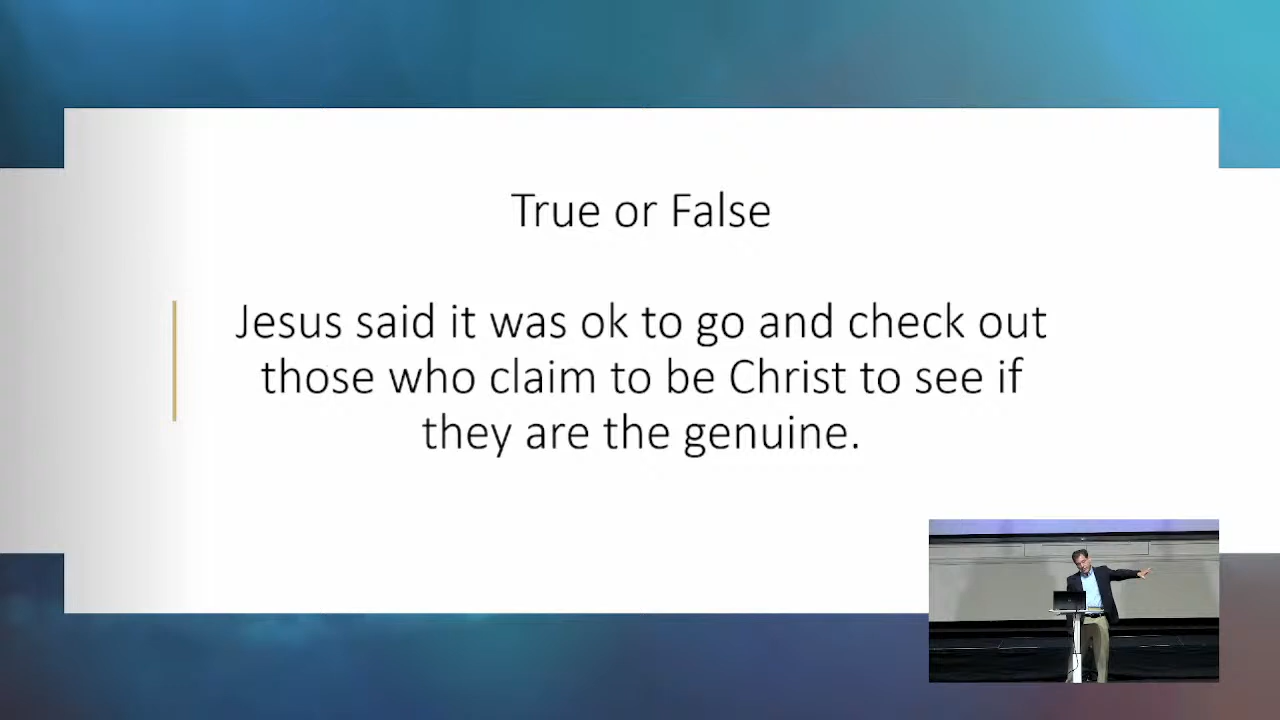 True or False
Jesus said it was ok to go and check out
those who claim to be Christ to see if
they are the genuine.